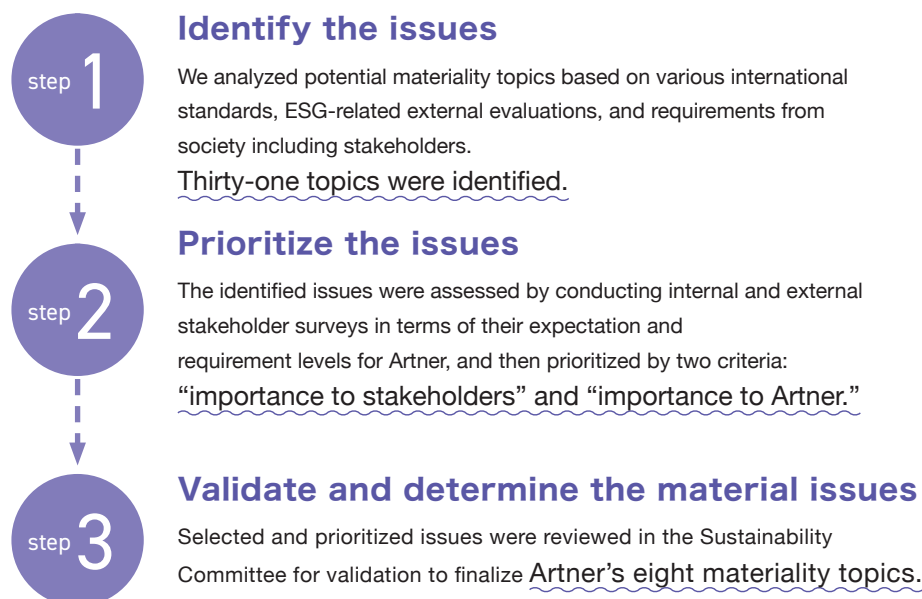 step 1
Identify the issues
We analyzed potential materiality topics based on various international
standards, ESG-related external evaluations, and requirements from
society including stakeholders.
Thirty-one topics were identified.
step 2
Prioritize the issues
The identified issues were assessed by conducting internal and external
stakeholder surveys in terms of their expectation and
requirement levels for Artner, and then prioritized by two criteria:
“importance to stakeholders” and “importance to Artner.”
step 3
Validate and determine the material issues
Selected and prioritized issues were reviewed in the Sustainability
Committee for validation to finalize Artner’s eight materiality topics.